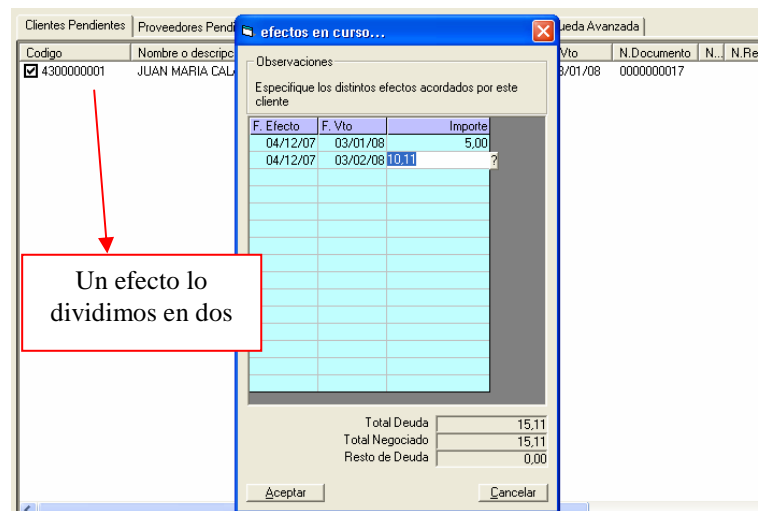 Clientes Pendientes Proveedores Pendi efectos en curso... ueda Avanzada
Codigo Nombre o descripc Vto N.Documento N... N.Re
4300000001 JUAN MARIA CAL 3/01/08 0000000017
Observaciones
Especifique los distintos efectos acordados por este
cliente
F. Efecto F. Vto Importe
04/12/07 03/01/08 5,00
04/12/07 03/02/08 10,11 ?
Un efecto lo
dividimos en dos
Total Deuda 15,11
Total Negociado 15,11
Resto de Deuda 0,00
Aceptar Cancelar